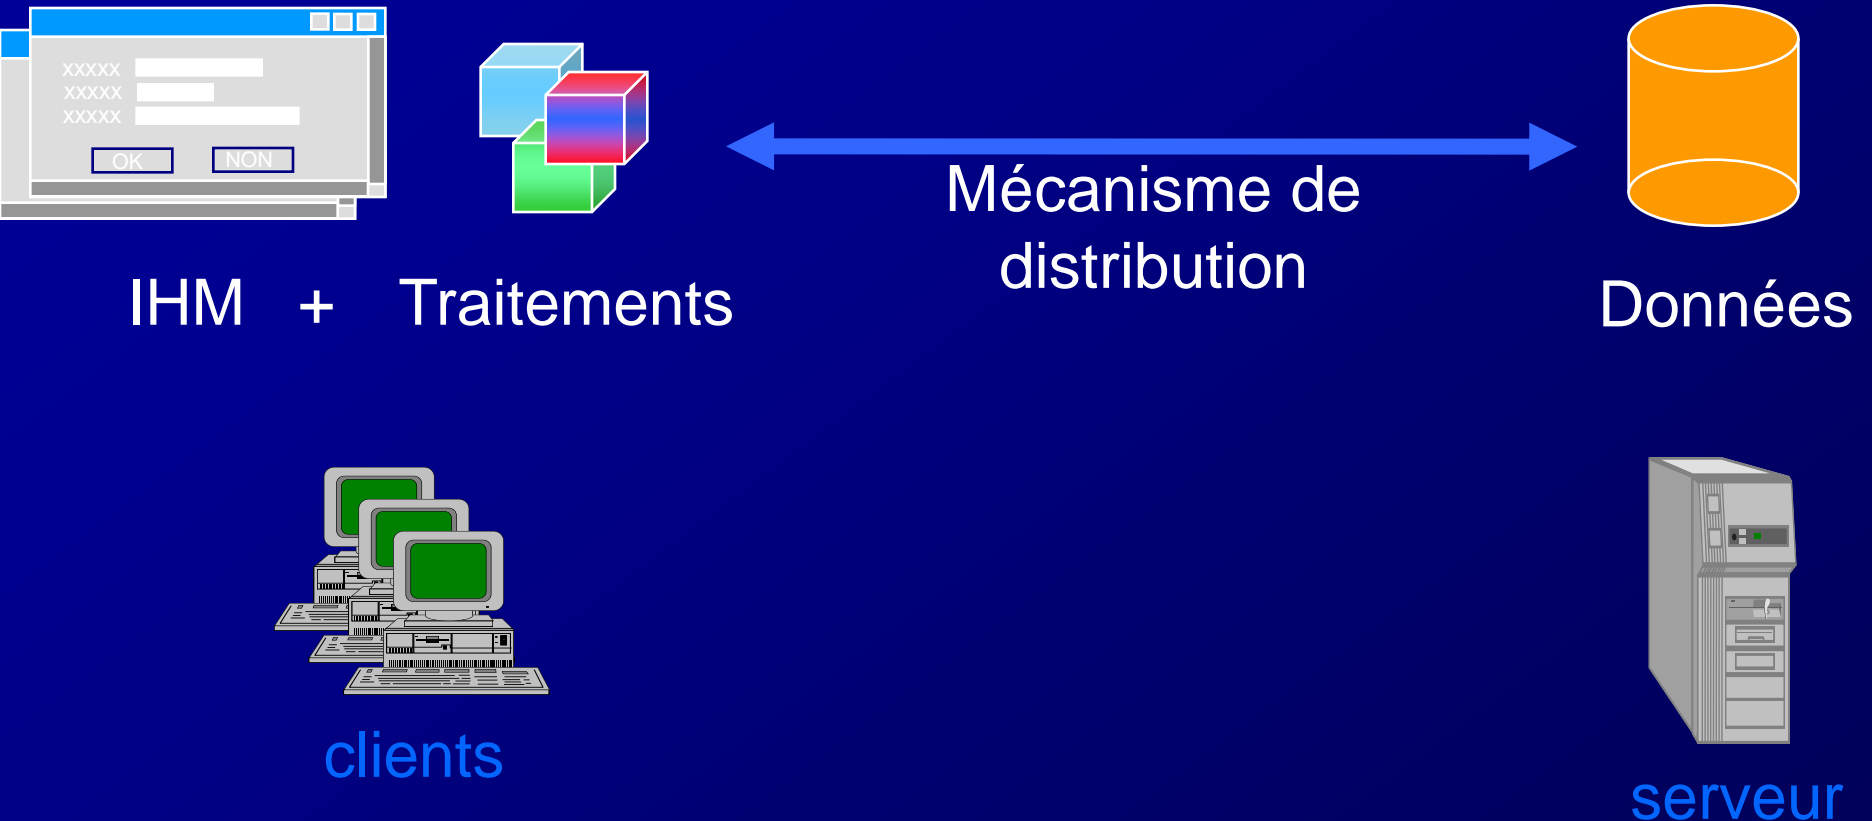 xxxxx
xxxxx
xxxxx
OK NON
Mécanisme de
distribution
IHM + Traitements
Données
clients
serveur